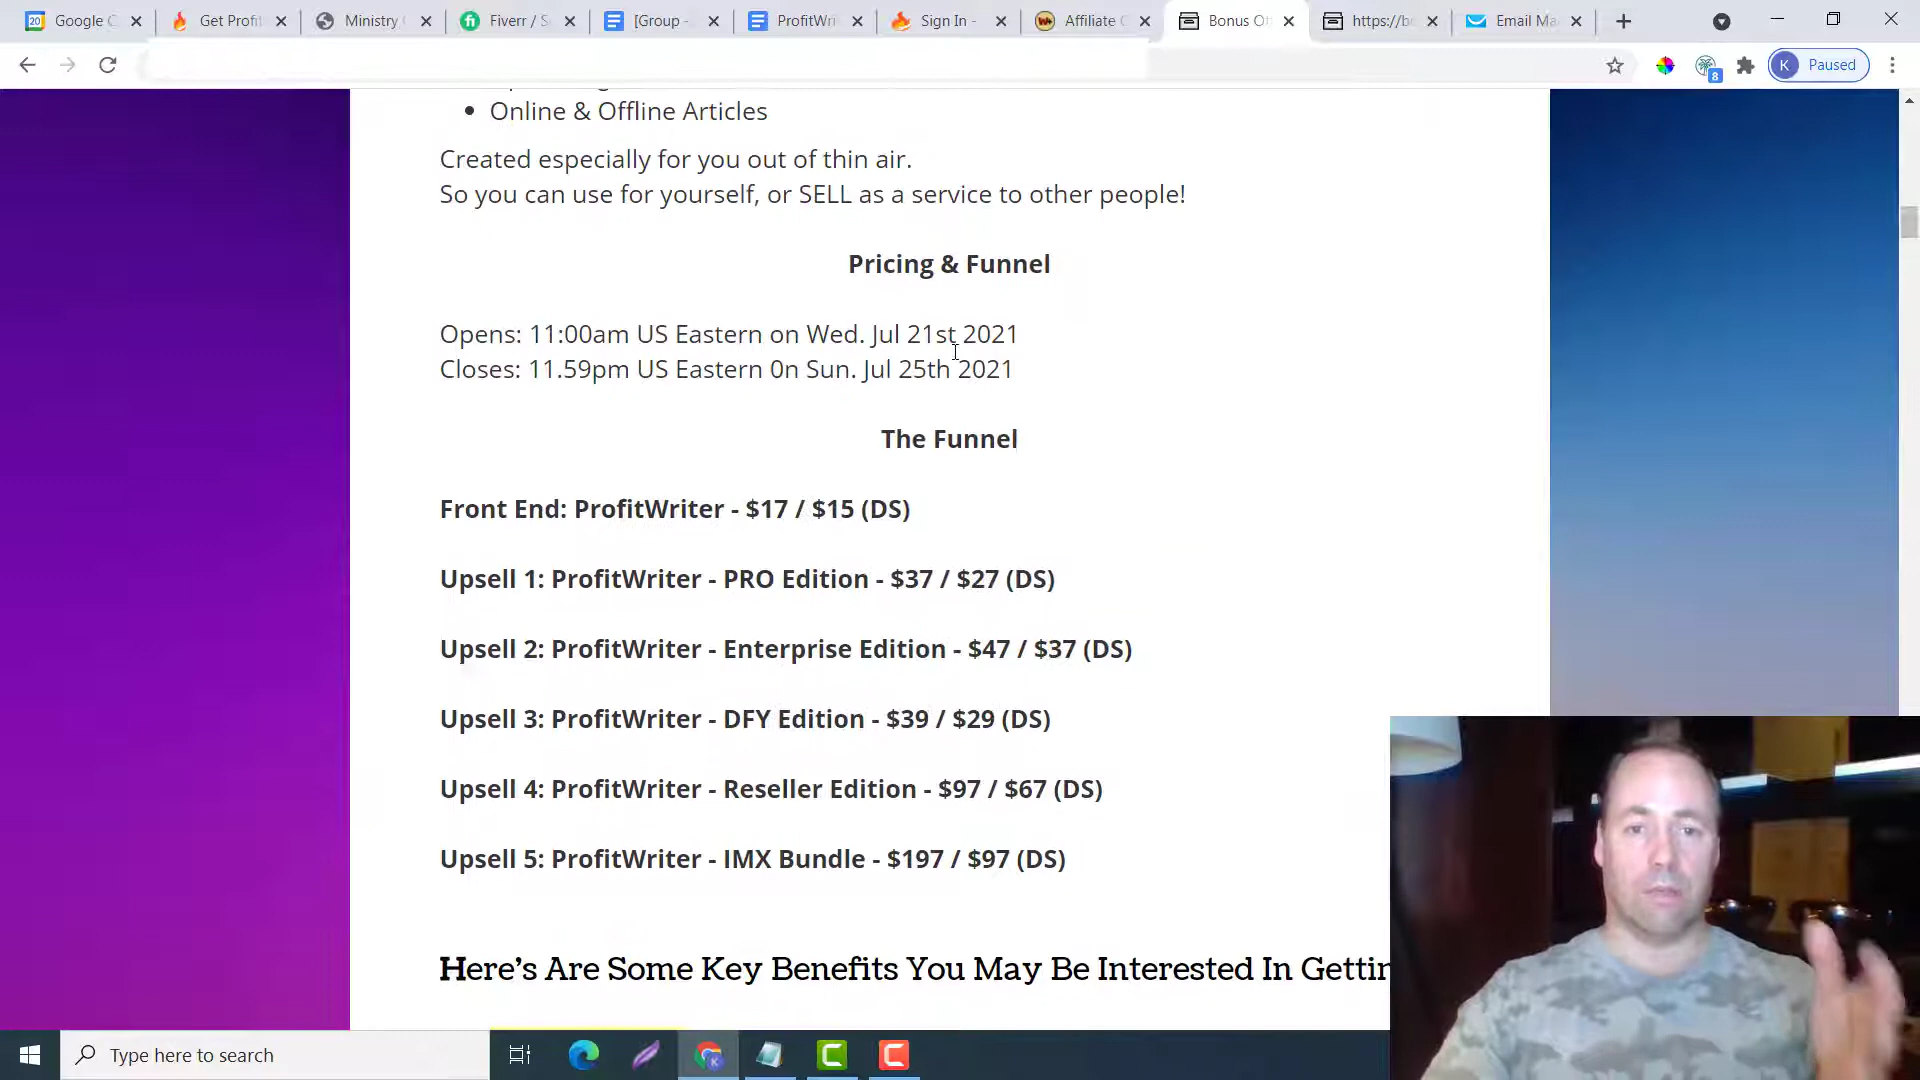 Google C
Get Profit
Ministry
Fiverr / S
[Group -
ProfitWri
Sign In -
Affiliate
Bonus O
https://b
Email Ma
K Paused
8
Online & Offline Articles
Created especially for you out of thin air.
So you can use for yourself, or SELL as a service to other people!
Pricing & Funnel
Opens: 11:00am US Eastern on Wed. Jul 21st 2021
Closes: 11.59pm US Eastern 0n Sun. Jul 25th 2021
The Funnel
Front End: ProfitWriter - $17 / $15 (DS)
Upsell 1: ProfitWriter - PRO Edition - $37 / $27 (DS)
Upsell 2: ProfitWriter - Enterprise Edition - $47 / $37 (DS)
Upsell 3: ProfitWriter - DFY Edition - $39 / $29 (DS)
Upsell 4: ProfitWriter - Reseller Edition - $97 / $67 (DS)
Upsell 5: ProfitWriter - IMX Bundle - $197 / $97 (DS)
Here's Are Some Key Benefits You May Be Interested In Gettin
Type here to search